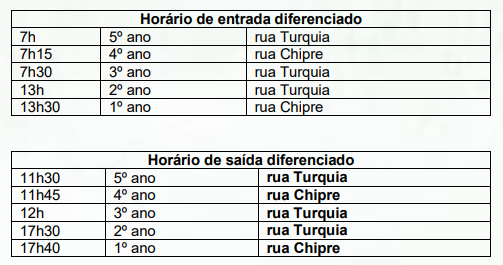 Horário de entrada diferenciado
7h 5º ano rua Turquia
7h15 4º ano rua Chipre
7h30 3º ano rua Turquia
13h 2º ano rua Turquia
13h30 1º ano rua Chipre
Horário de saída diferenciado
11h30 5º ano rua Turquia
11h45 4º ano rua Chipre
12h 3º ano rua Turquia
17h30 2º ano rua Turquia
17h40 1º ano rua Chipre